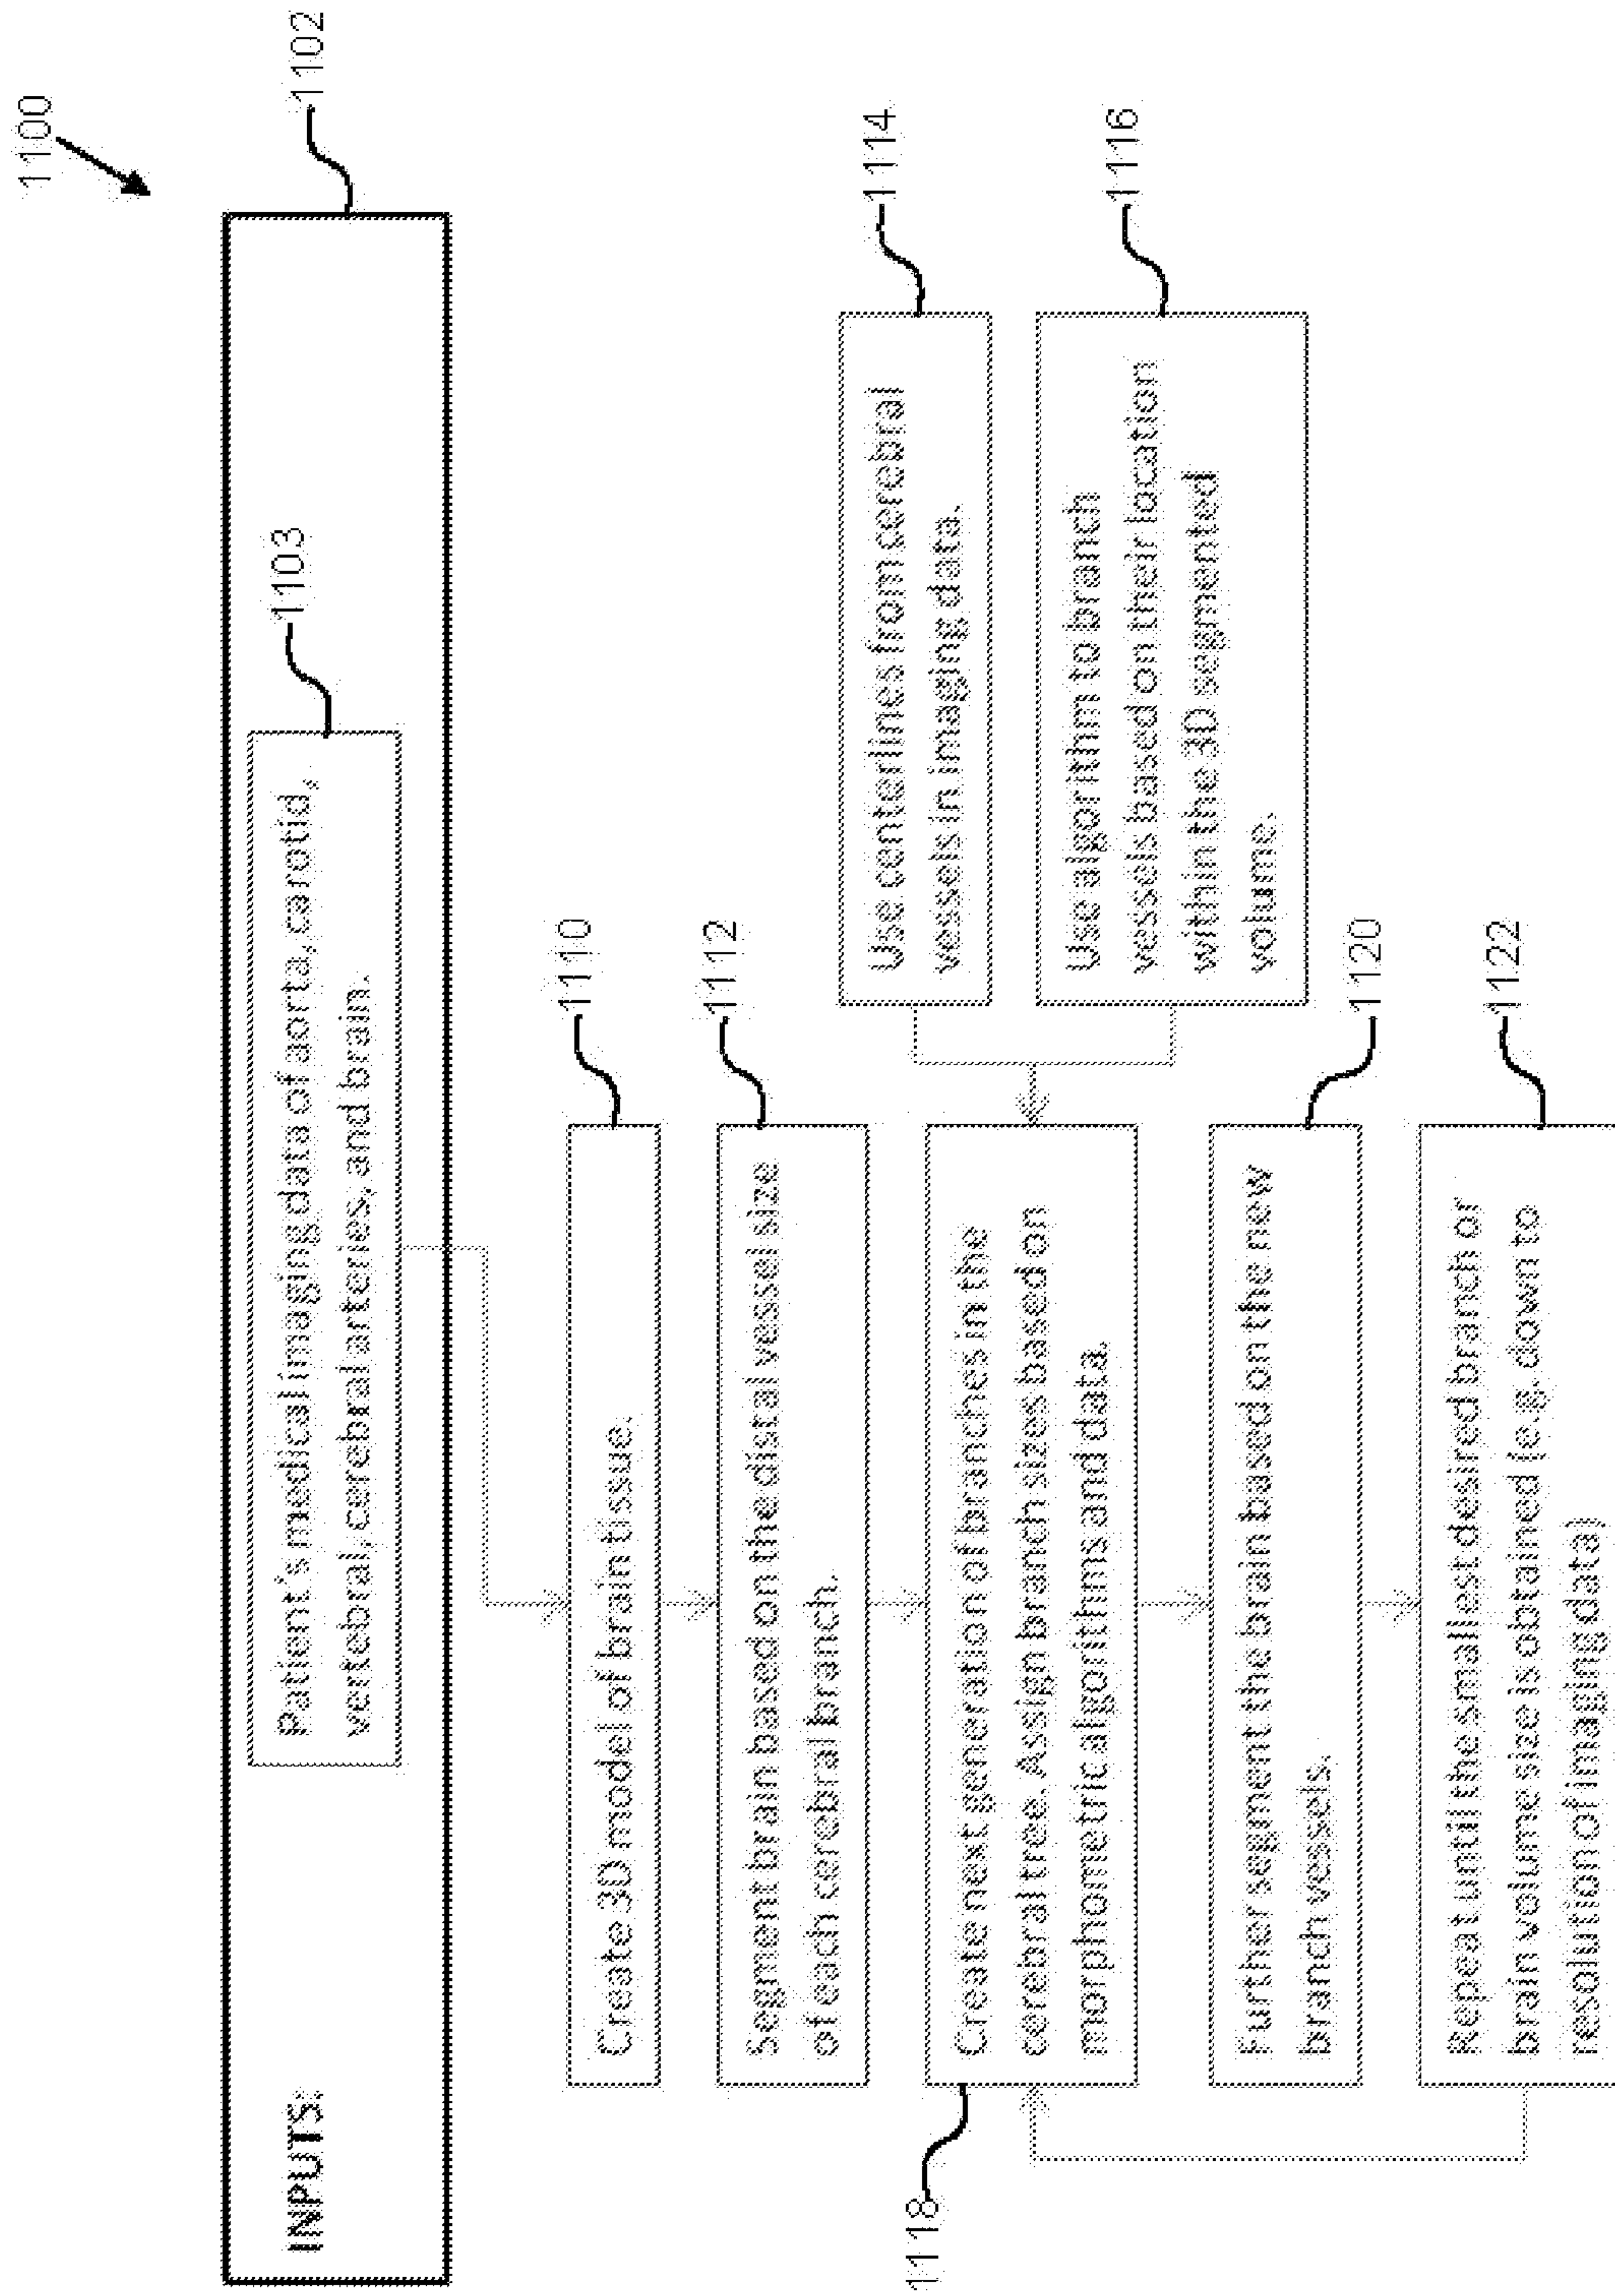 1100
1102
INPUTS:
1103
Patient's medical imaging data of aorta, carotid,
vertebral, cerebral arteries, and brain.
1110
Create 3D model of brain tissue.
1112
Segment brain based on the distal vessel size
of each cerebral branch.
1114
Use centerlines from cerebral
vessels in imaging data.
1116
Use algorithm to branch
vessels based on their location
within the 3D segmented
volume.
1118
Create next generation of branches in the
cerebral tree. Assign branch sizes based on
morphometrical algorithms and data.
1120
Further segment the brain based on the new
branch vessels.
1122
Repeat until the smallest desired branch or
brain volume size is obtained (e.g. down to
resolution of imaging data)